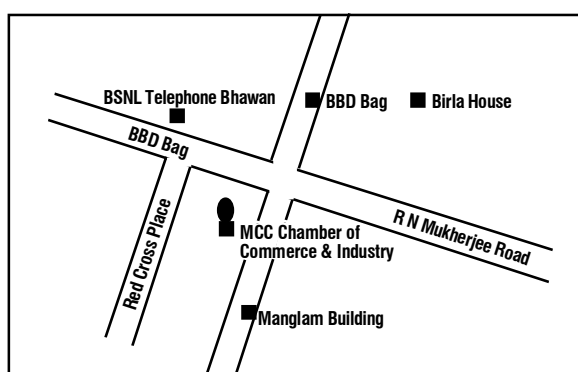 BSNL Telephone Bhawan
BBD Bag
Birla House
BBD Bag
Red Cross Place
MCC Chamber of
Commerce & Industry
R N Mukherjee Road
Manglam Building